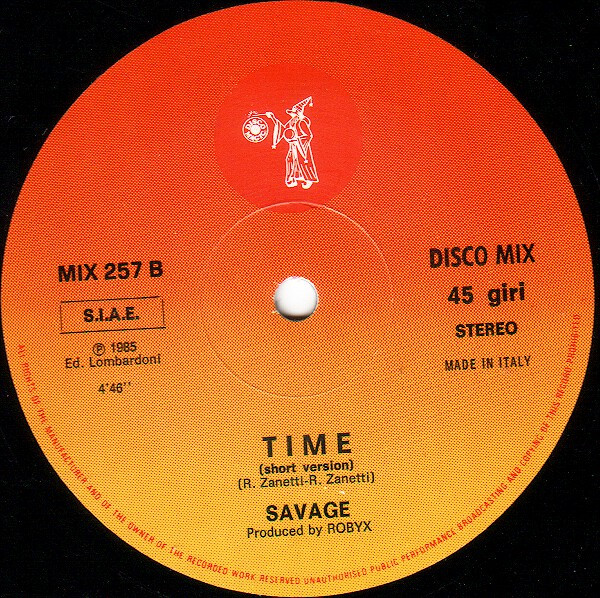 MIX 257 B
S.I.A.E.
℗ 1985
Ed. Lombardoni
4'46''
DISCO MIX
45 giri
STEREO
MADE IN ITALY
TIME
(short version)
(R. Zanetti-R. Zanetti)
SAVAGE
Produced by ROBYX
ALL RIGHTS OF THE MANUFACTURER AND OF THE OWNER OF THE RECORDED WORK RESERVED UNAUTHORISED PUBLIC PERFORMANCE BROADCASTING AND COPYING OF THIS RECORD PROHIBITED